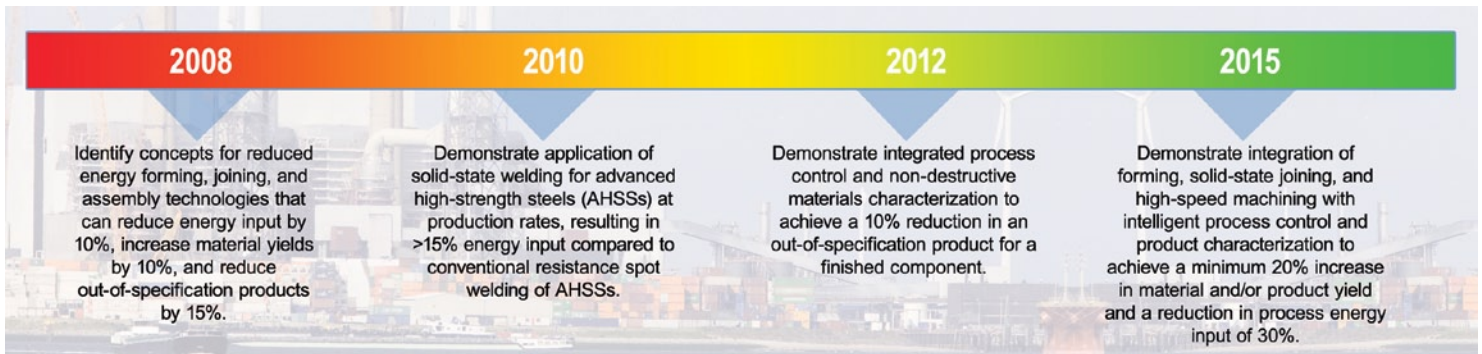 2008
2010
2012
2015
Identify concepts for reduced
energy forming, joining, and
assembly technologies that
can reduce energy input by
10%, increase material yields
by 10%, and reduce
out-of-specification products
by 15%.
Demonstrate application of
solid-state welding for advanced
high-strength steels (AHSSs) at
production rates, resulting in
>15% energy input compared to
conventional resistance spot
welding of AHSSs.
Demonstrate integrated process
control and non-destructive
materials characterization to
achieve a 10% reduction in an
out-of-specification product for a
finished component.
Demonstrate integration of
forming, solid-state joining, and
high-speed machining with
intelligent process control and
product characterization to
achieve a minimum 20% increase
in material and/or product yield
and a reduction in process energy
input of 30%.